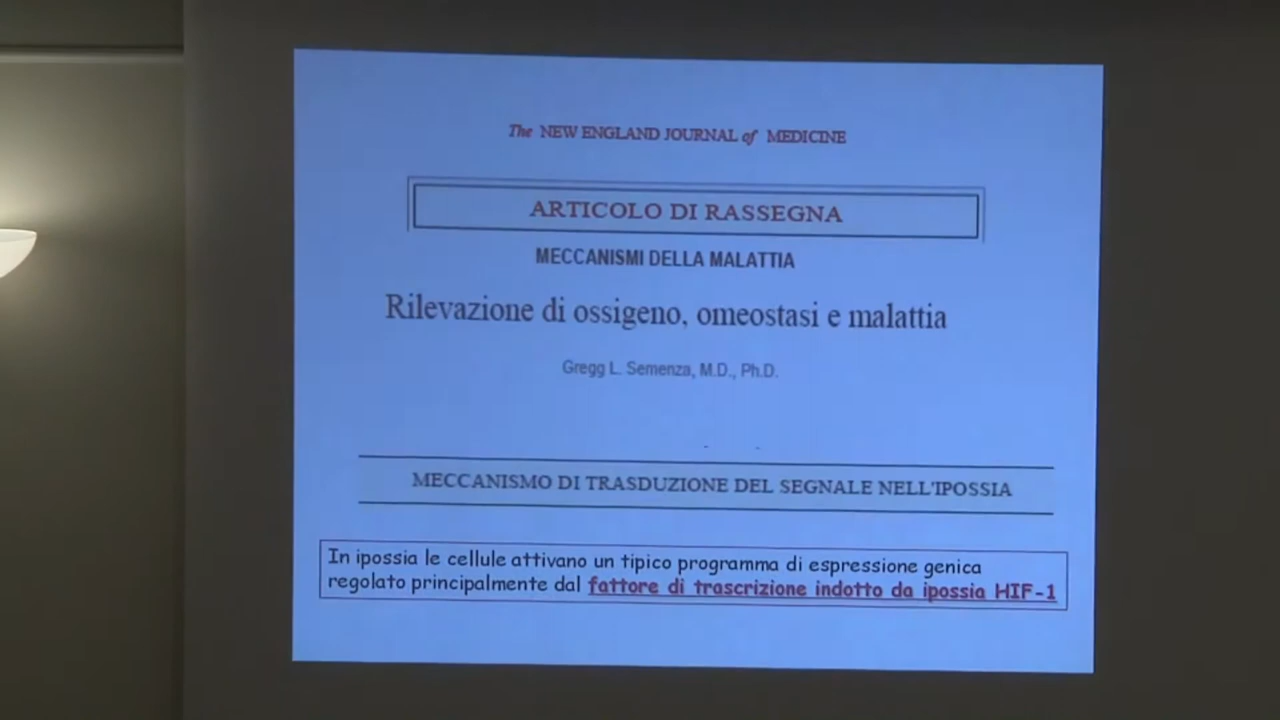 The NEW ENGLAND JOURNAL of MEDICINE
ARTICOLO DI RASSEGNA
MECCANISMI DELLA MALATTIA
Rilevazione di ossigeno, omeostasi e malattia
Gregg L. Semenza, M.D., Ph.D.
MECCANISMO DI TRASDUZIONE DEL SEGNALE NELL'IPOSSIA
In ipossia le cellule attivano un tipico programma di espressione genica
regolato principalmente dal fattore di trascrizione indotto da ipossia HIF-1